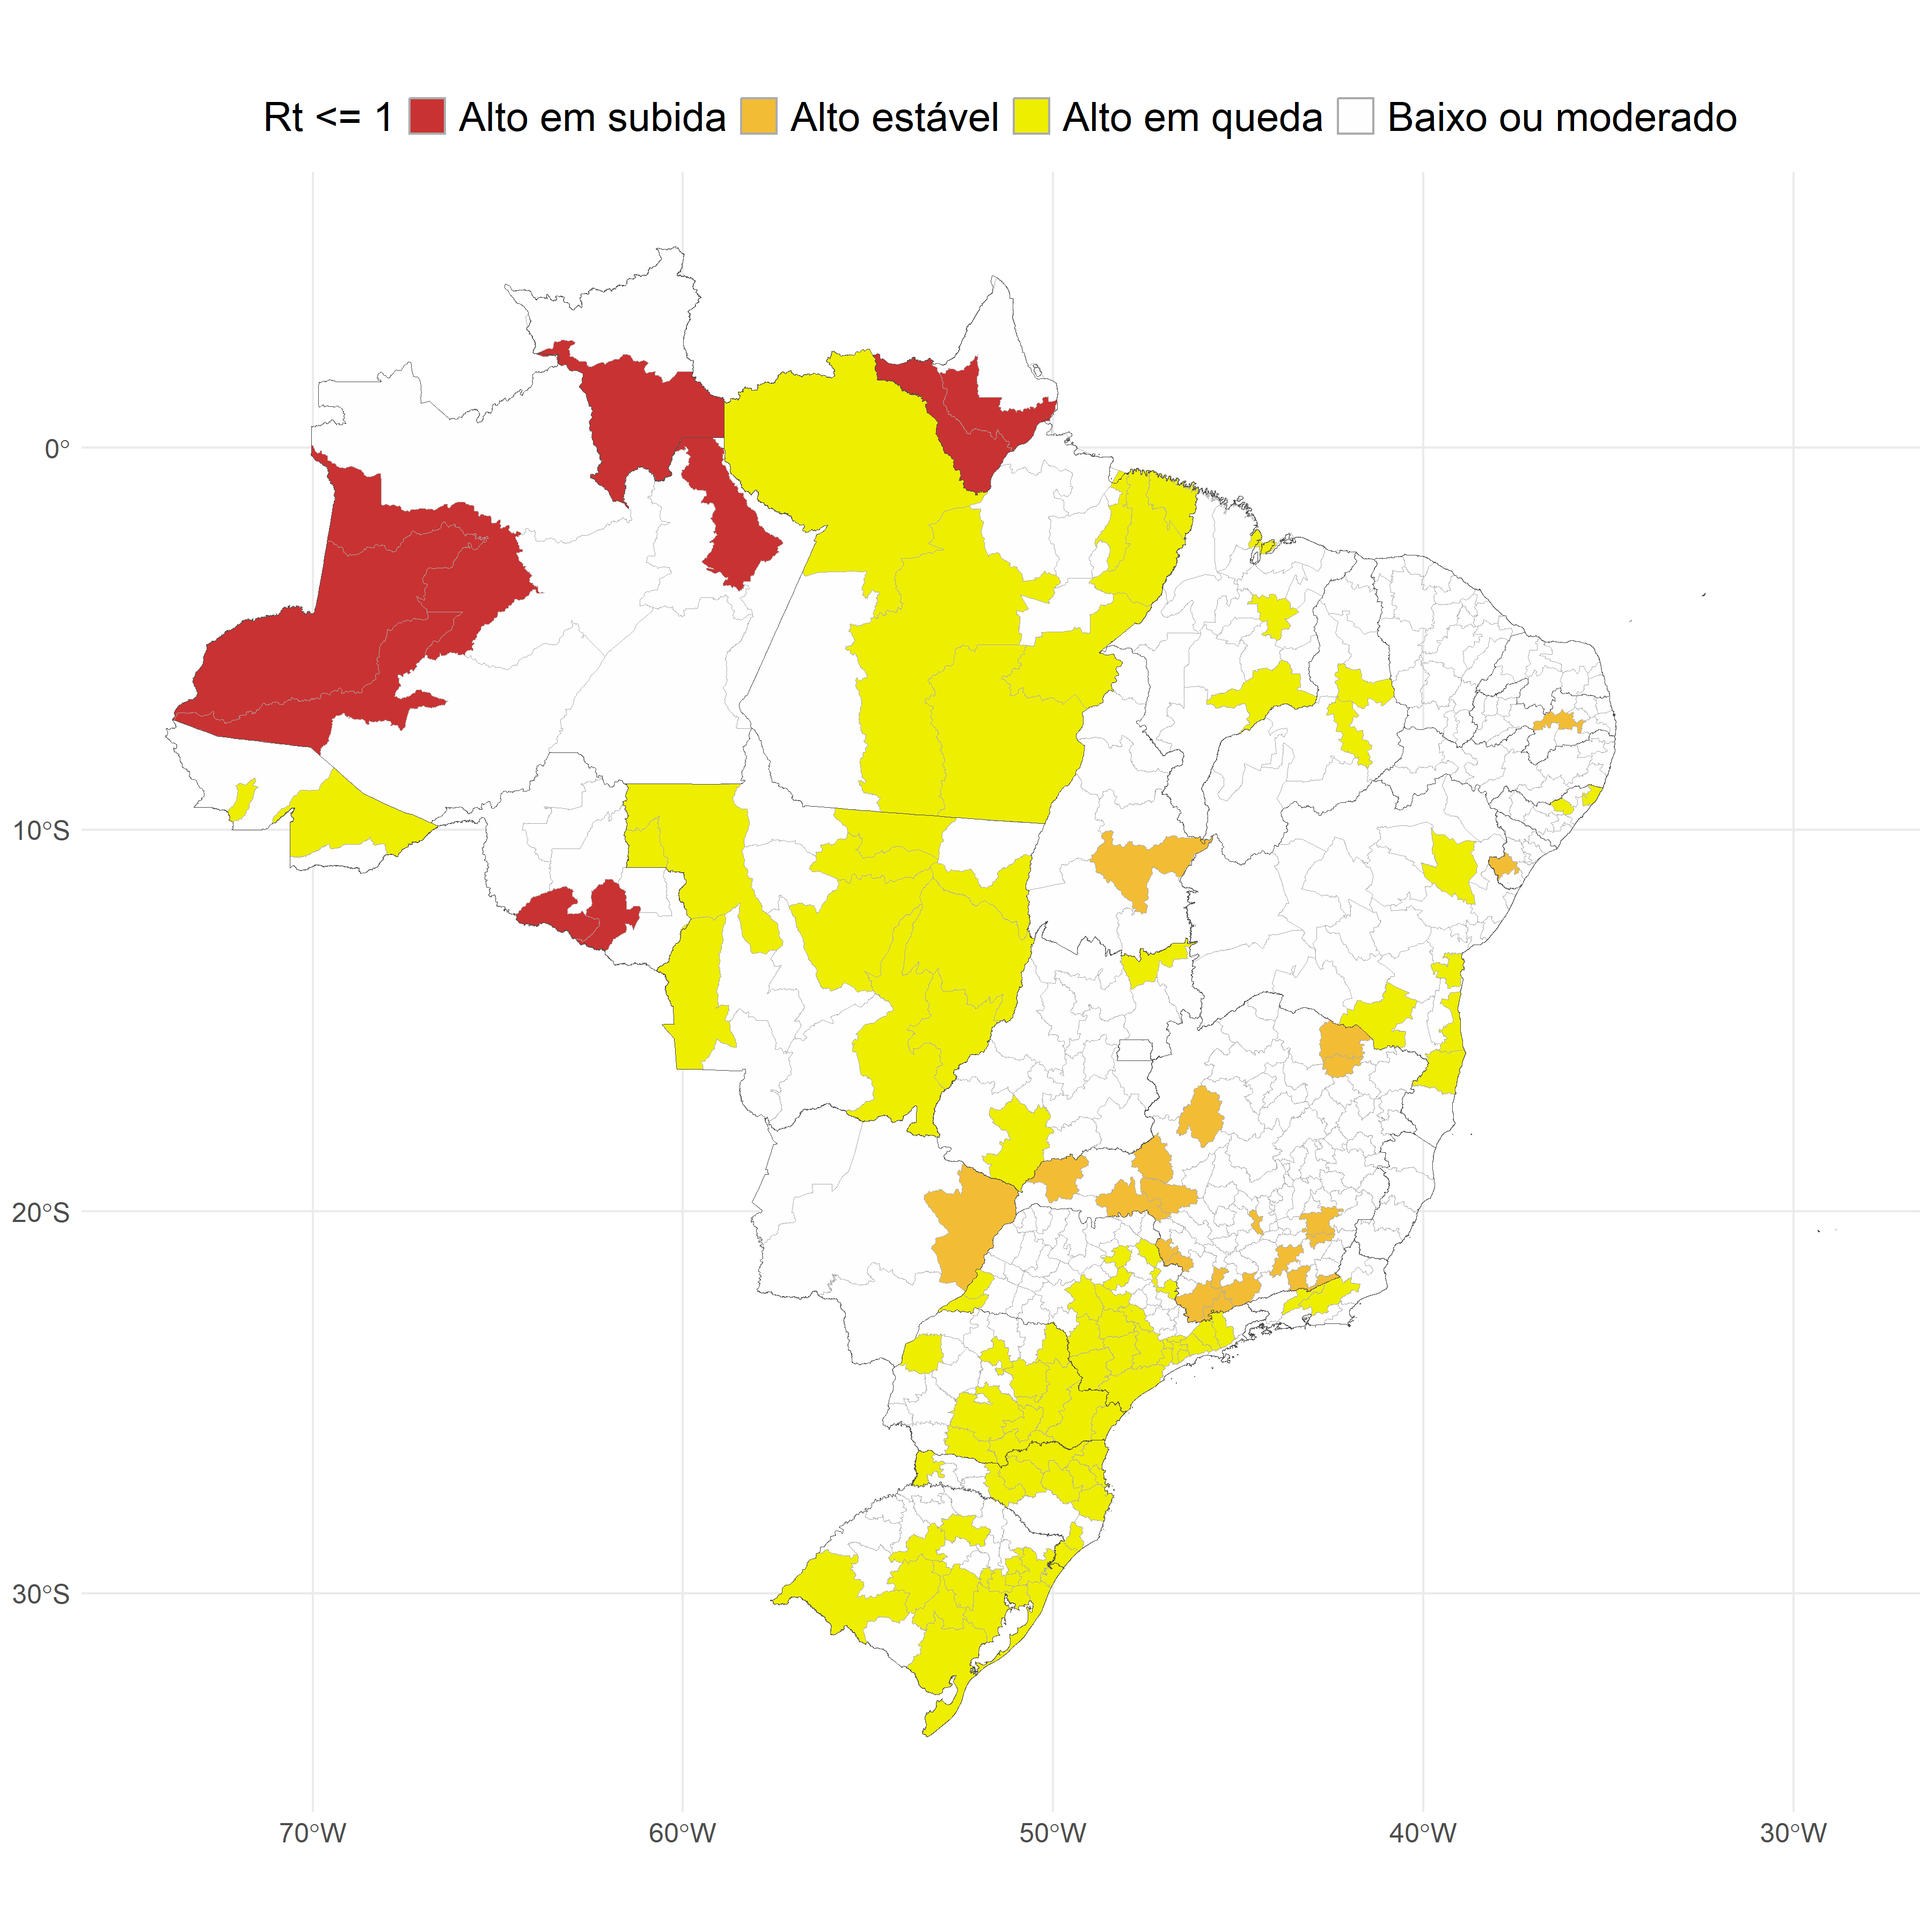 Rt <= 1 Alto em subida Alto estável Alto em queda Baixo ou moderado
0°
10°S
20°S
30°S
70°W 60°W 50°W 40°W 30°W